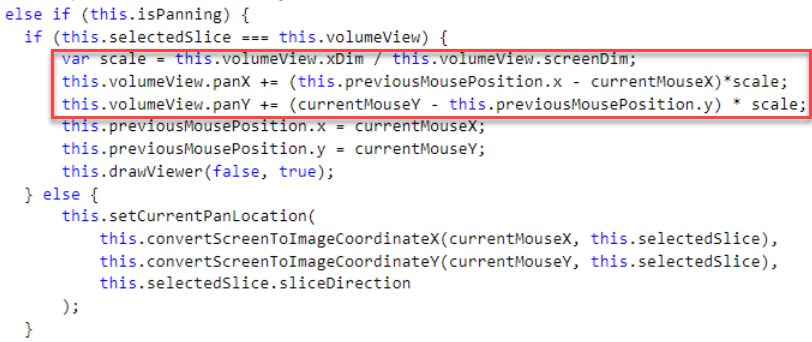 else if (this.isPanning) {
if (this.selectedSlice === this.volumeView) {
var scale = this.volumeView.xDim / this.volumeView.screenDim;
this.volumeView.panX += (this.previousMousePosition.x - currentMouseX)*scale;
this.volumeView.panY += (currentMouseY - this.previousMousePosition.y) * scale;
this.previousMousePosition.x = currentMouseX;
this.previousMousePosition.y = currentMouseY;
this.drawViewer(false, true);
} else {
this.setCurrentPanLocation(
this.convertScreenToImageCoordinateX(currentMouseX, this.selectedSlice),
this.convertScreenToImageCoordinateY(currentMouseY, this.selectedSlice),
this.selectedSlice.sliceDirection
);
}